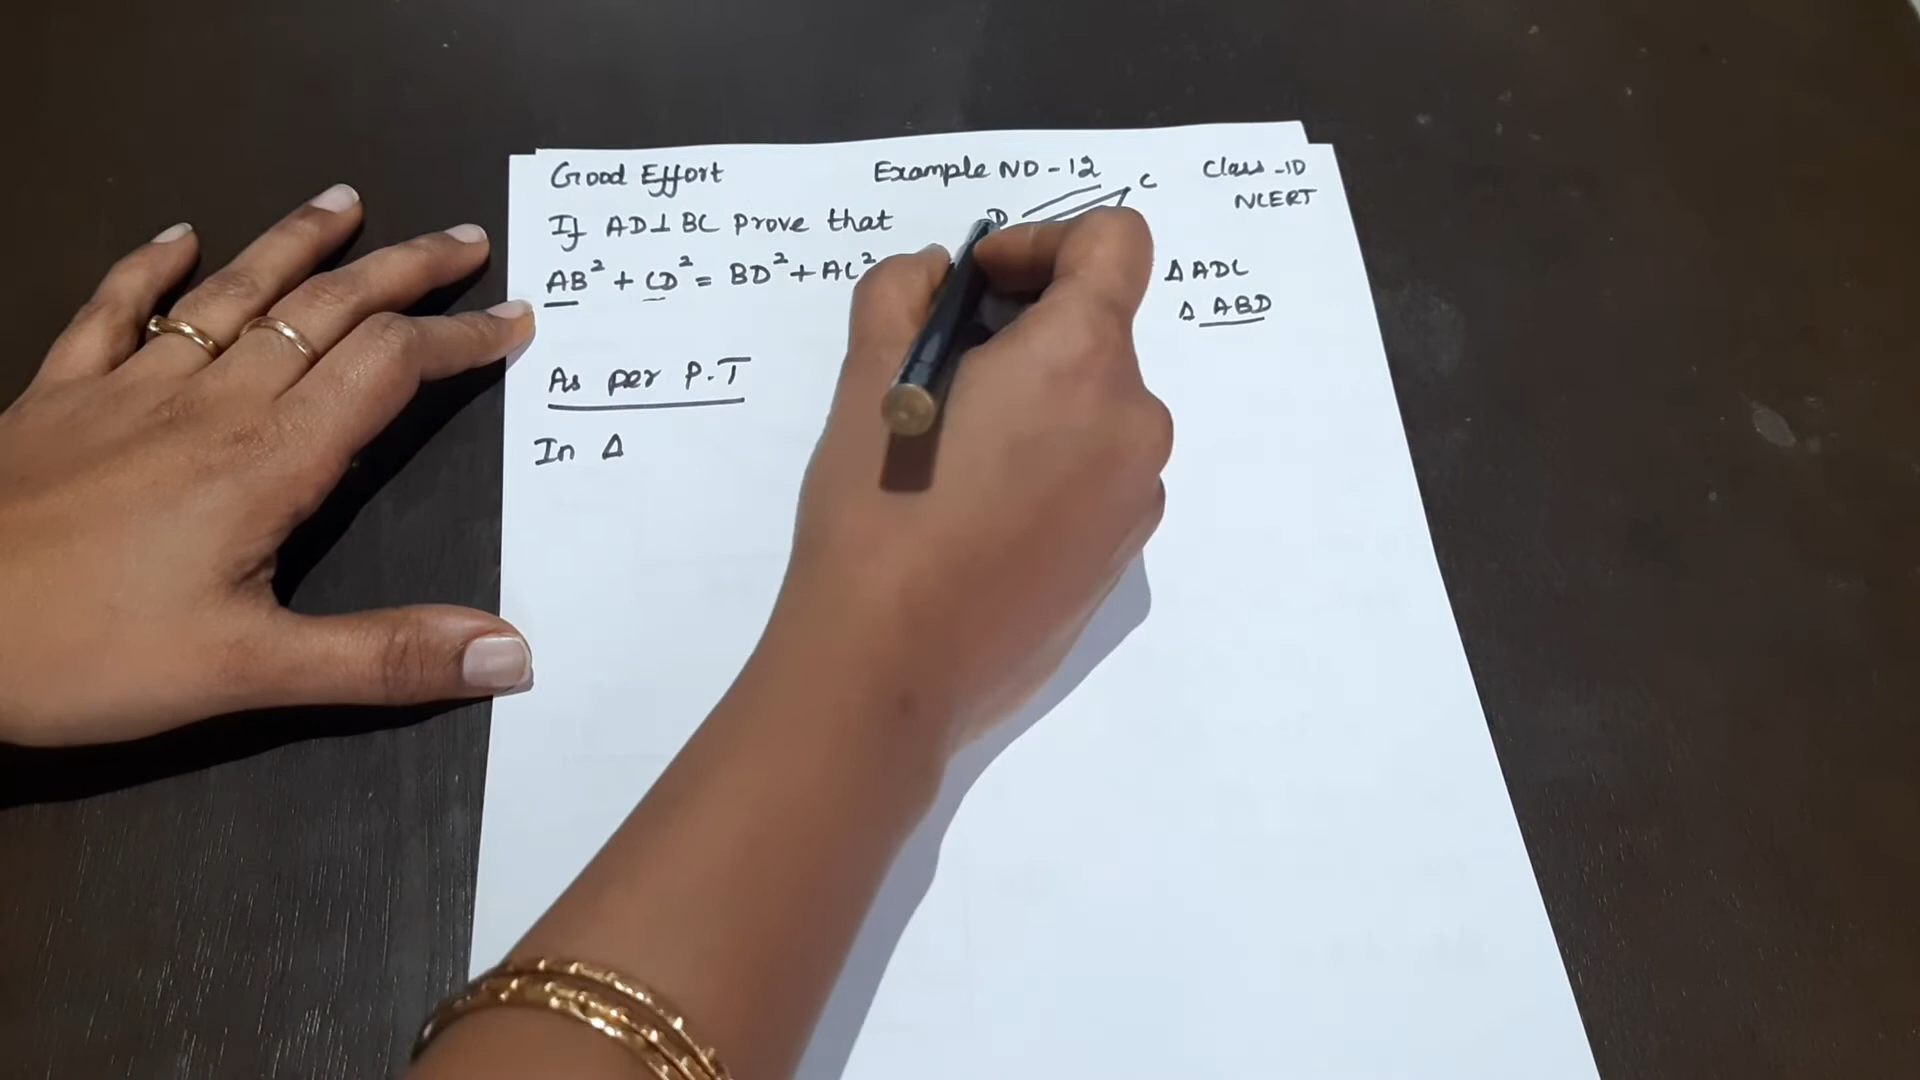 Good Effort Example NO - 12 Class - 10
NCERT
If AD⊥BC prove that
AB² + CD² = BD² + AC²
D C
Δ ADC
Δ ABD
As per P.T
In Δ